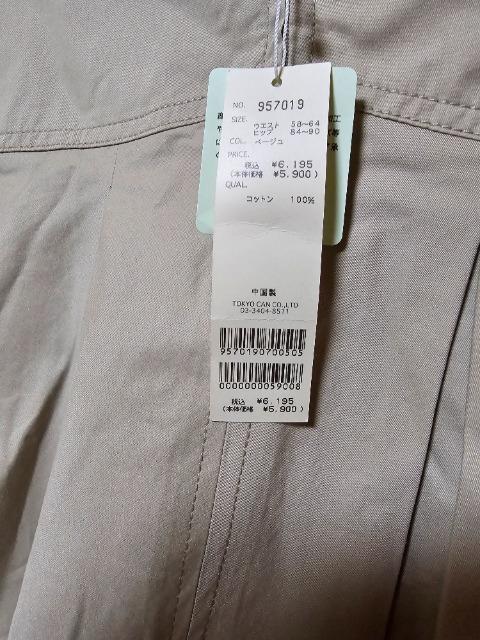 NO. 957019
SIZE. ウエスト 58~64
ヒップ 84~90
COL. ベージュ
PRICE.
税込 ¥6.195
(本体価格 ¥5.900)
QUAL.
コットン 100%
中国製
TOKYO CAN CO.,LTD
03-3404-8511
9570190700505
0000000059008
税込 ¥6.195
(本体価格 ¥5.900)